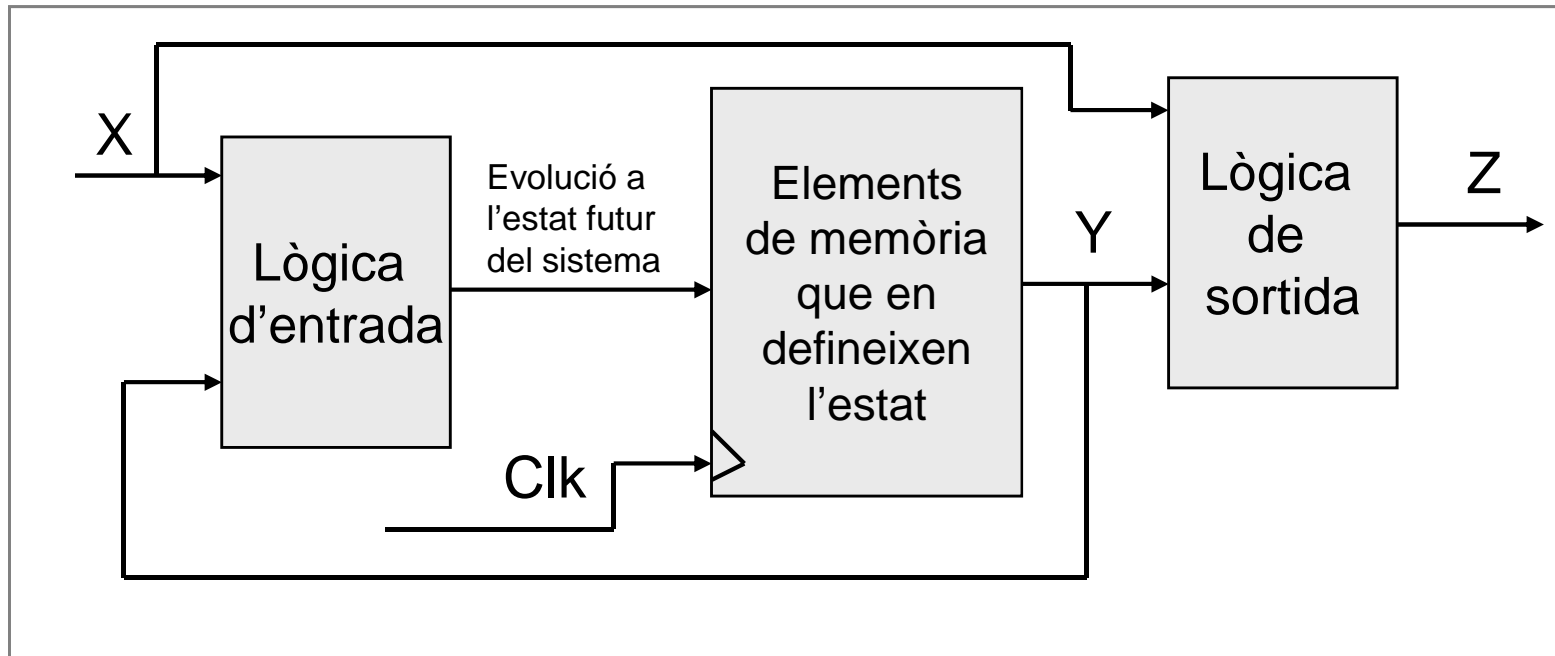 X
Lògica
d’entrada
Evolució a
l’estat futur
del sistema
Clk
Elements
de memòria
que en
defineixen
l’estat
Y
Lògica
de
sortida
Z